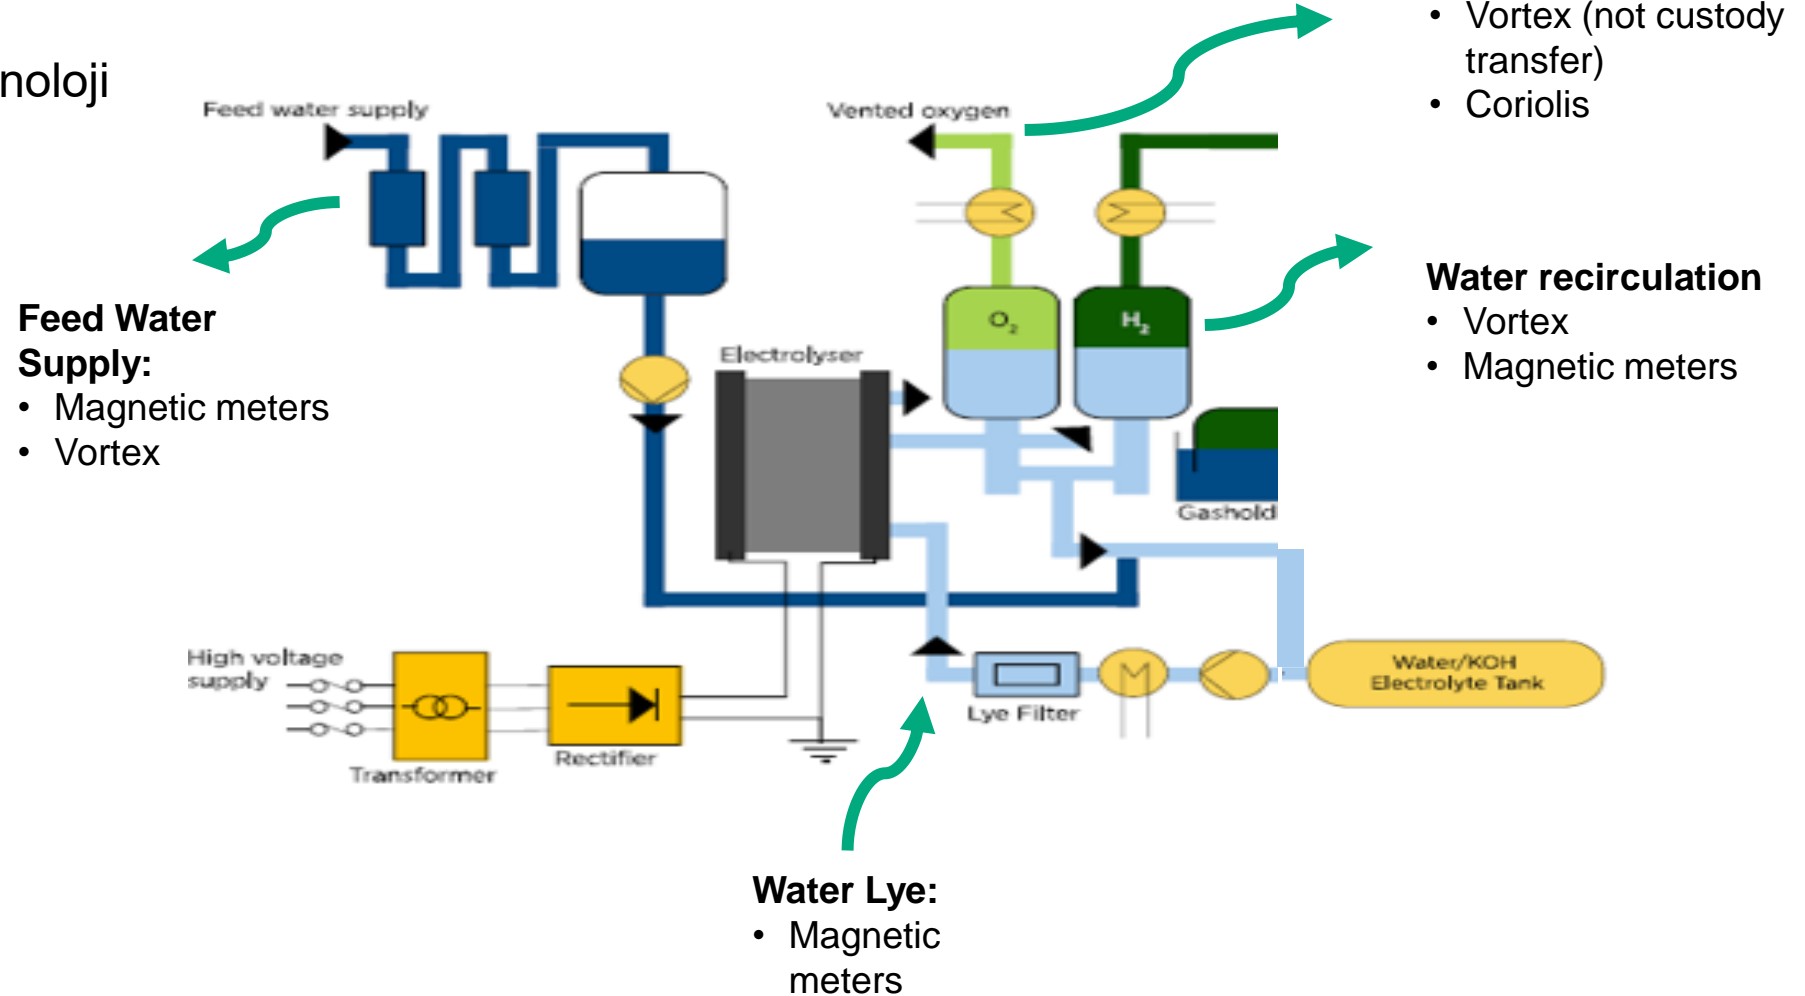 noloji
• Vortex (not custody
transfer)
• Coriolis
Feed water supply
Vented oxygen
Water recirculation
• Vortex
• Magnetic meters
Feed Water
Supply:
• Magnetic meters
• Vortex
O2
H2
Electrolyser
Gashold
High voltage
supply
Transformer
Rectifier
Lye Filter
Water/KOH
Electrolyte Tank
Water Lye:
• Magnetic
meters